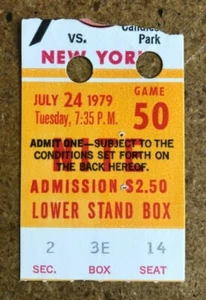 VS. Candles
NEW YORK Park
JULY 24 1979 GAME
Tuesday, 7:35 P.M. 50
ADMIT ONE—SUBJECT TO THE
CONDITIONS SET FORTH ON
THE BACK HEREOF.
ADMISSION-$2.50
LOWER STAND BOX
2 3E 14
SEC. BOX SEAT